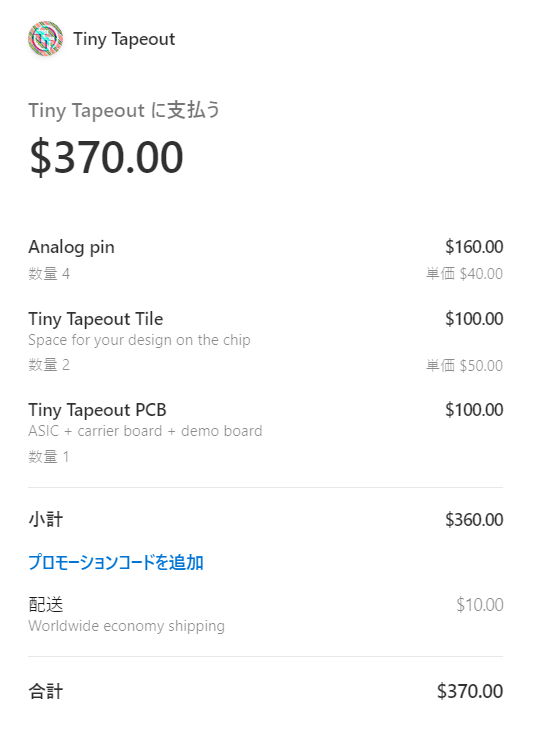 Tiny Tapeout
Tiny Tapeout に支払う
$370.00
Analog pin $160.00
数量 4 単価 $40.00
Tiny Tapeout Tile $100.00
Space for your design on the chip
数量 2 単価 $50.00
Tiny Tapeout PCB $100.00
ASIC + carrier board + demo board
数量 1
小計 $360.00
プロモーションコードを追加
配送 $10.00
Worldwide economy shipping
合計 $370.00